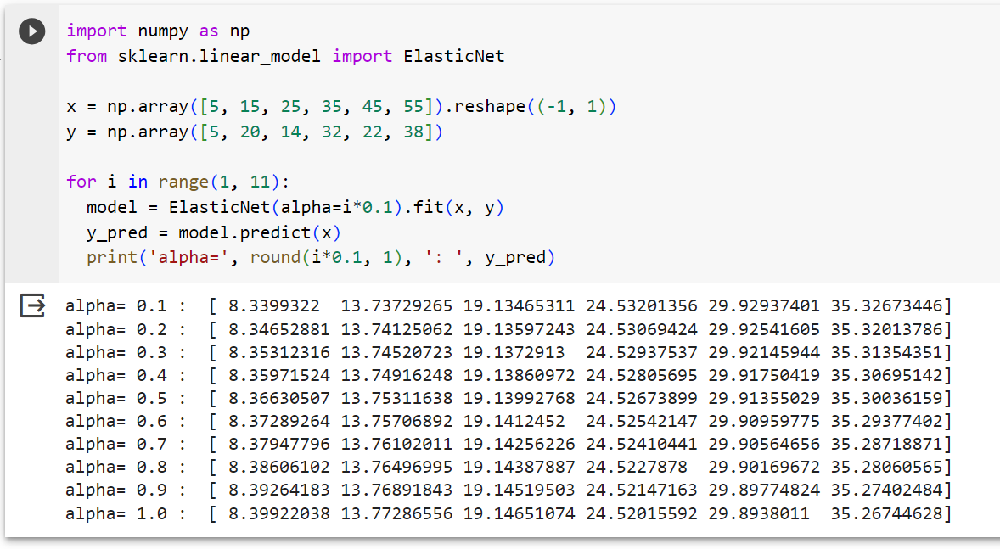 import numpy as np
from sklearn.linear_model import ElasticNet

x = np.array([5, 15, 25, 35, 45, 55]).reshape((-1, 1))
y = np.array([5, 20, 14, 32, 22, 38])

for i in range(1, 11):
  model = ElasticNet(alpha=i*0.1).fit(x, y)
  y_pred = model.predict(x)
  print('alpha=', round(i*0.1, 1), ': ', y_pred)

alpha= 0.1 :  [ 8.3399322  13.73729265 19.13465311 24.53201356 29.92937401 35.32673446]
alpha= 0.2 :  [ 8.34652881 13.74125062 19.13597243 24.53069424 29.92541605 35.32013786]
alpha= 0.3 :  [ 8.35312316 13.74520723 19.1372913  24.52937537 29.92145944 35.31354351]
alpha= 0.4 :  [ 8.35971524 13.74916248 19.13860972 24.52805695 29.91750419 35.30695142]
alpha= 0.5 :  [ 8.36630507 13.75311638 19.13992768 24.52673899 29.91355029 35.30036159]
alpha= 0.6 :  [ 8.37289264 13.75706892 19.1412452  24.52542147 29.90959775 35.29377402]
alpha= 0.7 :  [ 8.37947796 13.76102011 19.14256226 24.52410441 29.90564656 35.28718871]
alpha= 0.8 :  [ 8.38606102 13.76496995 19.14387887 24.5227878  29.90169672 35.28060565]
alpha= 0.9 :  [ 8.39264183 13.76891843 19.14519503 24.52147163 29.89774824 35.27402484]
alpha= 1.0 :  [ 8.39922038 13.77286556 19.14651074 24.52015592 29.8938011  35.26744628]